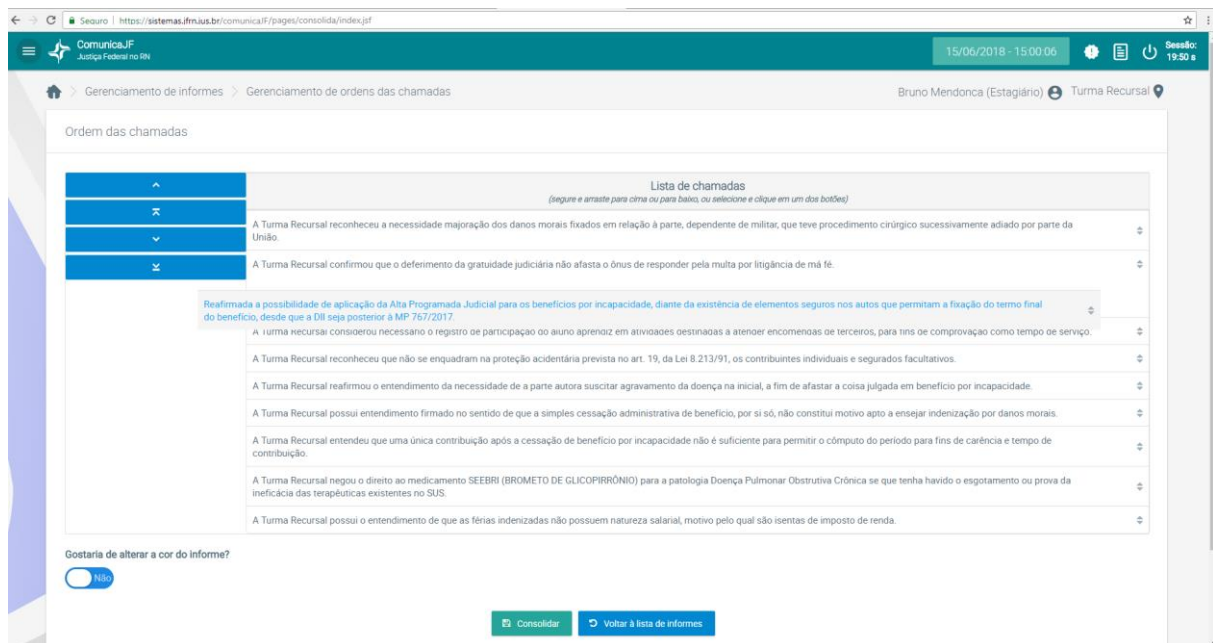 Seguro | https://sistemas.jfrn.jus.br/comunicaJF/pages/consolida/index.jsf
ComunicaJF
Justiça Federal no RN
15/06/2018 - 15:00:06
Sessão:
19:50 s
> Gerenciamento de informes > Gerenciamento de ordens das chamadas
Bruno Mendonca (Estagiário) Turma Recursal
Ordem das chamadas
Lista de chamadas
(segure e arraste para cima ou para baixo, ou selecione e clique em um dos botões)
A Turma Recursal reconheceu a necessidade majoração dos danos morais fixados em relação à parte, dependente de militar, que teve procedimento cirúrgico sucessivamente adiado por parte da
União.
A Turma Recursal confirmou que o deferimento da gratuidade judiciária não afasta o ônus de responder pela multa por litigância de má fé.
Reafirmada a possibilidade de aplicação da Alta Programada Judicial para os benefícios por incapacidade, diante da existência de elementos seguros nos autos que permitam a fixação do termo final
do benefício, desde que a DII seja posterior à MP 767/2017.
A Turma Recursal considerou necessário o registro de participação do aluno aprendiz em atividades destinadas a atender encomendas de terceiros, para fins de comprovação como tempo de serviço.
A Turma Recursal reconheceu que não se enquadram na proteção acidentária prevista no art. 19, da Lei 8.213/91, os contribuintes individuais e segurados facultativos.
A Turma Recursal reafirmou o entendimento da necessidade de a parte autora suscitar agravamento da doença na inicial, a fim de afastar a coisa julgada em benefício por incapacidade.
A Turma Recursal possui entendimento firmado no sentido de que a simples cessação administrativa de benefício, por si só, não constitui motivo apto a ensejar indenização por danos morais.
A Turma Recursal entendeu que uma única contribuição após a cessação de benefício por incapacidade não é suficiente para permitir o cômputo do período para fins de carência e tempo de
contribuição.
A Turma Recursal negou o direito ao medicamento SEEBRI (BROMETO DE GLICOPIRRÔNIO) para a patologia Doença Pulmonar Obstrutiva Crônica se que tenha havido o esgotamento ou prova da
ineficácia das terapêuticas existentes no SUS.
A Turma Recursal possui o entendimento de que as férias indenizadas não possuem natureza salarial, motivo pelo qual são isentas de imposto de renda.
Gostaria de alterar a cor do informe?
Não
Consolidar
Voltar à lista de informes